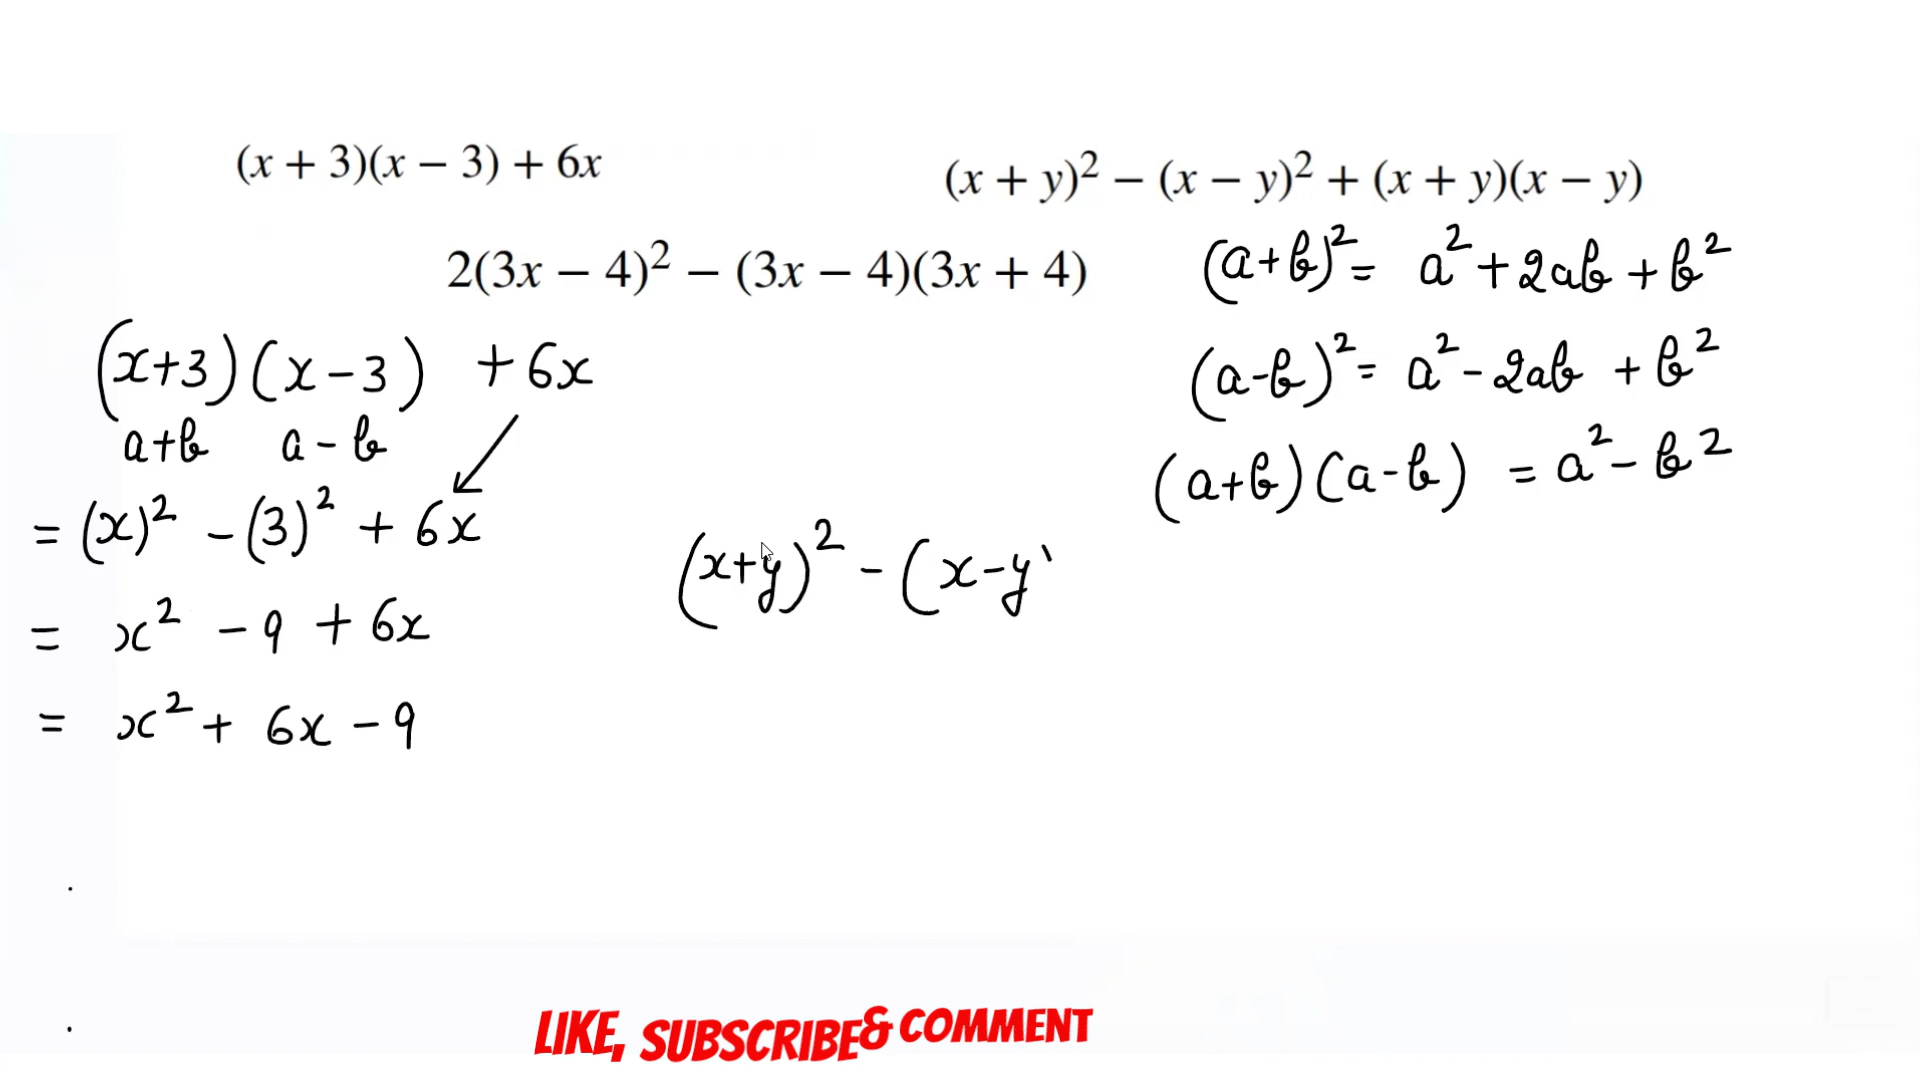 (x + 3)(x − 3) + 6x
(x + y)² − (x − y)² + (x + y)(x − y)
2(3x − 4)² − (3x − 4)(3x + 4)
(a+b)² = a² + 2ab + b²
(a-b)² = a² - 2ab + b²
(a+b)(a-b) = a² - b²
(x+3)(x-3) + 6x
a+b a-b
= (x)² - (3)² + 6x
= x² - 9 + 6x
= x² + 6x - 9
(x+y)² - (x-y
LIKE, SUBSCRIBE & COMMENT